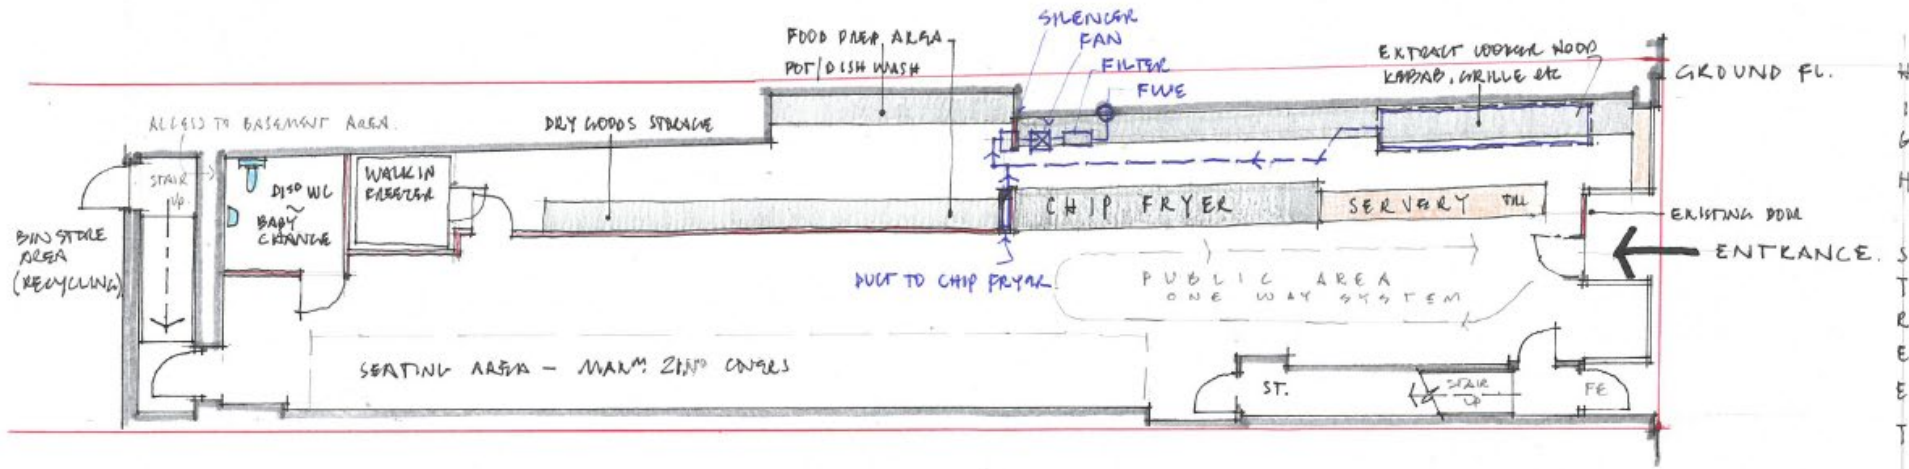 SILENCER
FAN
FILTER
FLUE
FOOD PREP AREA
POT/DISH WASH
EXTRACT COOKER HOOD
KEBAB, GRILLE etc
GROUND FL.
ACCESS TO BASEMENT AREA.
DRY GOODS STORAGE
STAIR
UP
DISD WC
~
BABY
CHANGE
WALK IN
FREEZER
CHIP FRYER
SERVERY TILL
EXISTING DOOR
ENTRANCE.
BIN STORE
AREA
(RECYCLING)
DUCT TO CHIP FRYER
PUBLIC AREA
ONE WAY SYSTEM
SEATING AREA - MAXM. 21No COVERS
ST.
STAIR
UP
FE
HIGH STREET